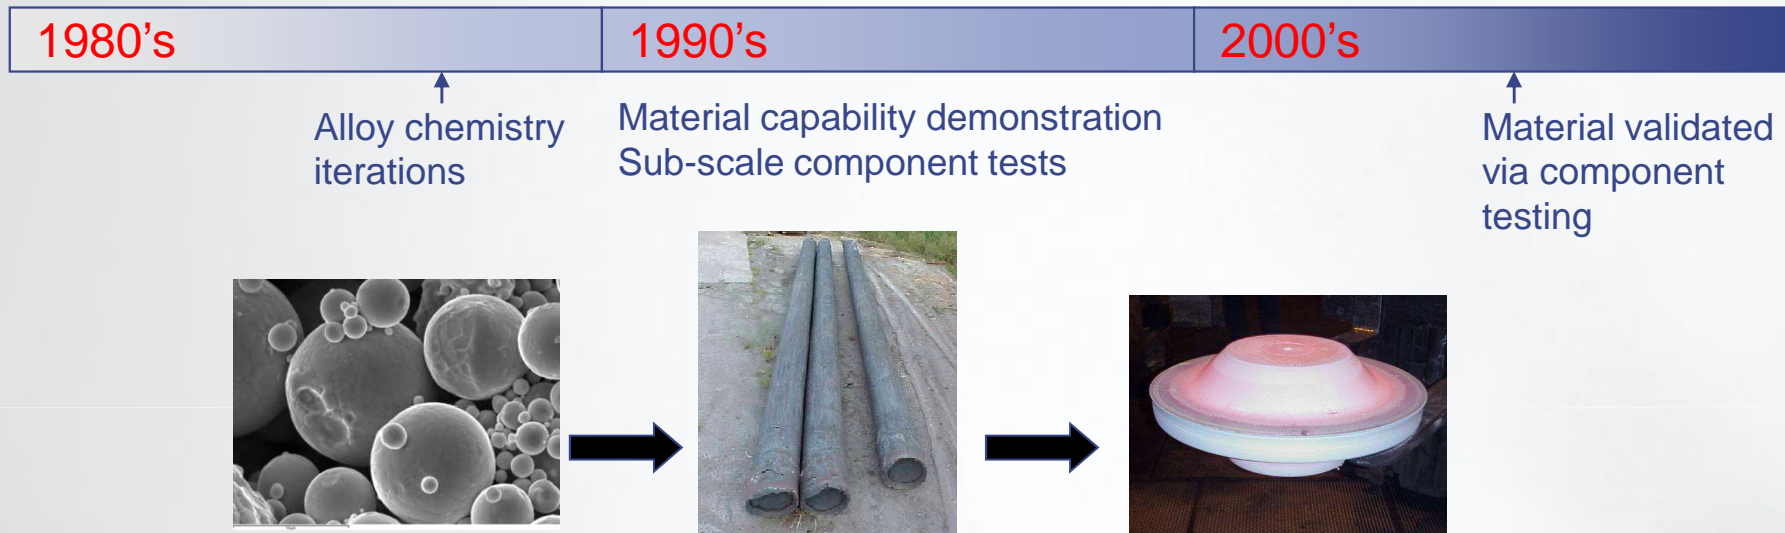 1980’s
1990’s
2000’s
Alloy chemistry
iterations
Material capability demonstration
Sub-scale component tests
Material validated
via component
testing